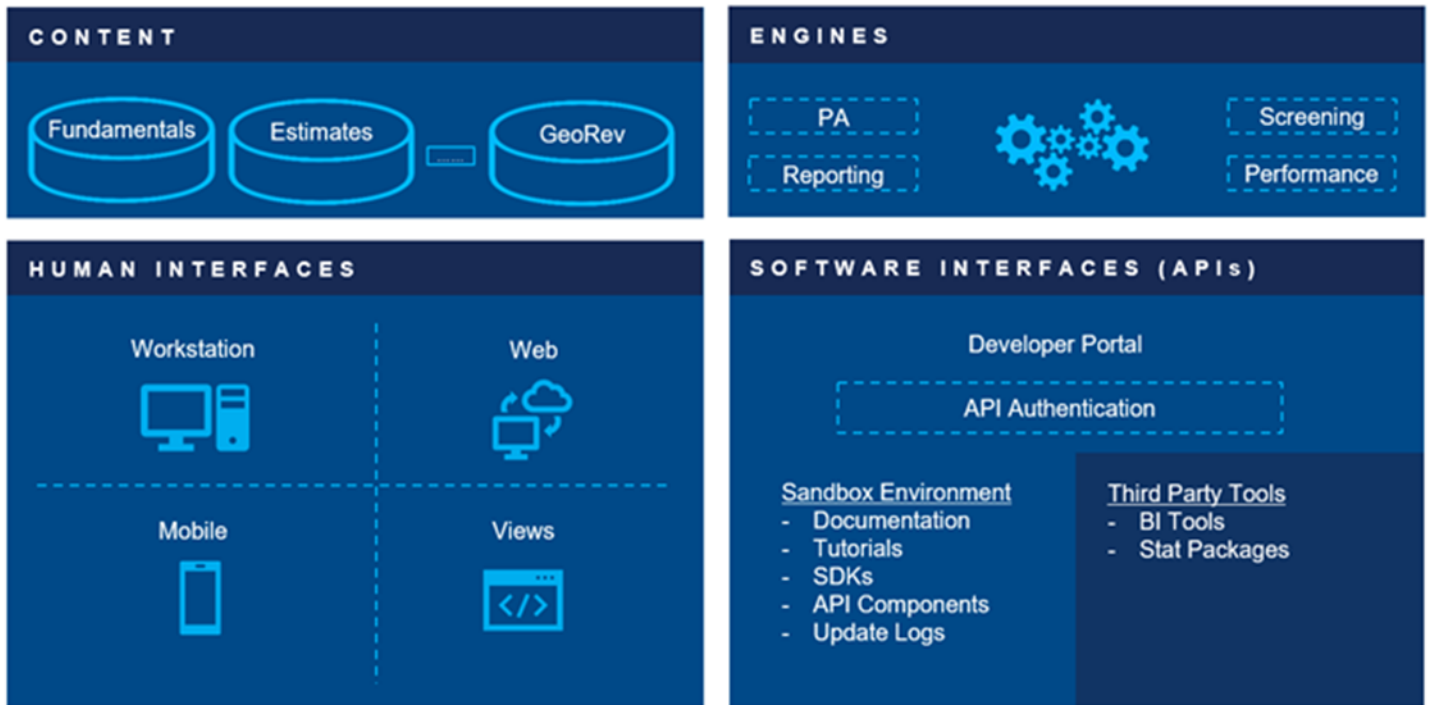 CONTENT
Fundamentals
Estimates
......
GeoRev
ENGINES
PA
Screening
Reporting
Performance
HUMAN INTERFACES
Workstation
Web
Mobile
Views
</>
SOFTWARE INTERFACES (APIs)
Developer Portal
API Authentication
Sandbox Environment
- Documentation
- Tutorials
- SDKs
- API Components
- Update Logs
Third Party Tools
- BI Tools
- Stat Packages